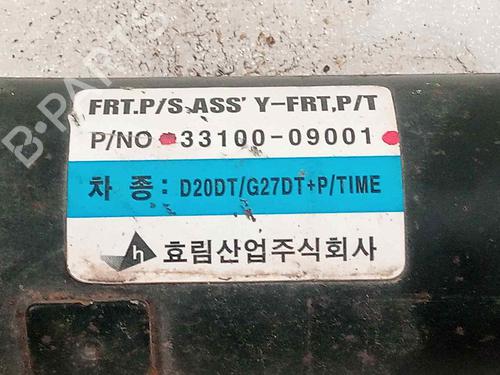 FRT.P/S ASS' Y-FRT,P/T
P/NO 33100-09001
차 종 : D20DT/G27DT+P/TIME
h 효림산업주식회사
B-PARTS